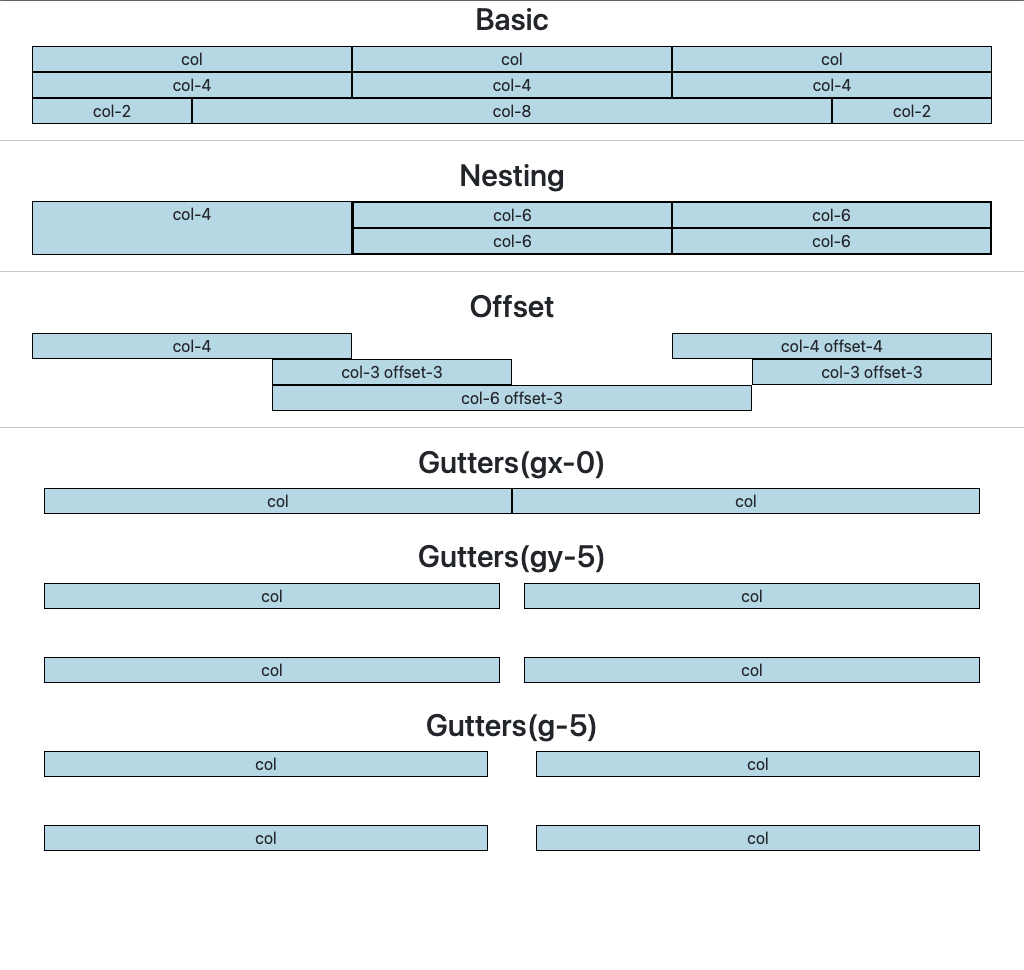 Basic
col col col
col-4 col-4 col-4
col-2 col-8 col-2
Nesting
col-4 col-6 col-6
col-6 col-6
Offset
col-4 col-4 offset-4
col-3 offset-3 col-3 offset-3
col-6 offset-3
Gutters(gx-0)
col col
Gutters(gy-5)
col col
col col
Gutters(g-5)
col col
col col